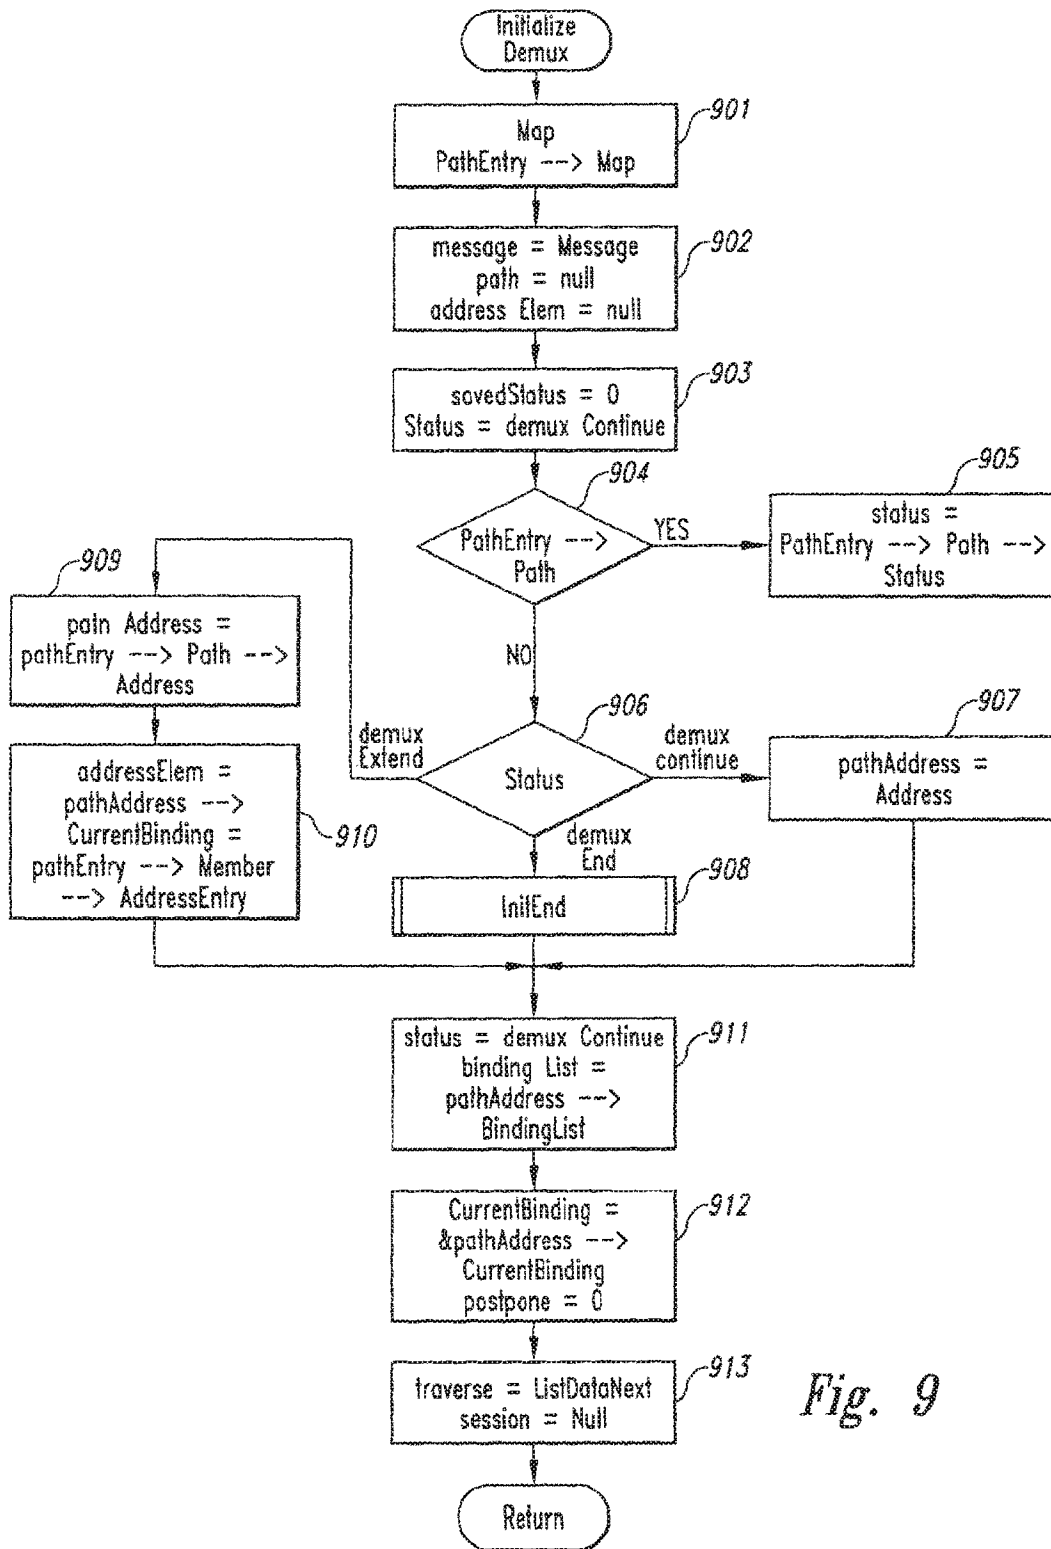 Initialize
Demux
901
Map
PathEntry --> Map
902
message = Message
path = null
address Elem = null
903
savedStatus = 0
Status = demux Continue
904
PathEntry -->
Path
YES
905
status =
PathEntry --> Path -->
Status
NO
909
pain Address =
pathEntry --> Path -->
Address
906
Status
demux
Extend
demux
continue
demux
End
907
pathAddress =
Address
910
addressElem =
pathAddress -->
CurrentBinding =
pathEntry --> Member
--> AddressEntry
908
InitEnd
911
status = demux Continue
binding List =
pathAddress -->
BindingList
912
CurrentBinding =
&pathAddress -->
CurrentBinding
postpone = 0
913
traverse = ListDataNext
session = Null
Return
Fig. 9